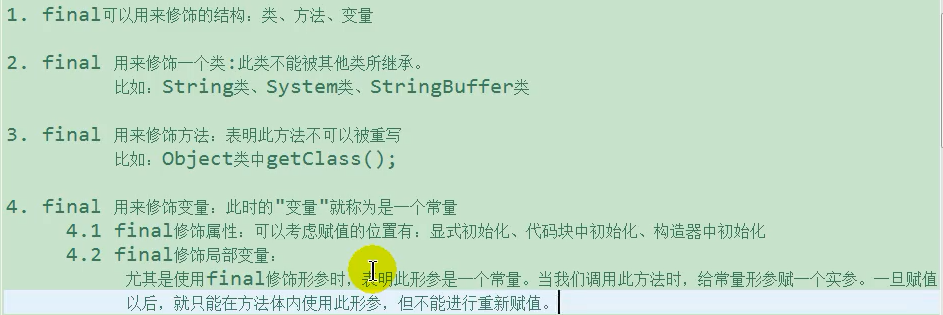 1. final可以用来修饰的结构：类、方法、变量
2. final 用来修饰一个类:此类不能被其他类所继承。
比如：String类、System类、StringBuffer类
3. final 用来修饰方法：表明此方法不可以被重写
比如：Object类中getClass();
4. final 用来修饰变量：此时的"变量"就称为是一个常量
4.1 final修饰属性：可以考虑赋值的位置有：显式初始化、代码块中初始化、构造器中初始化
4.2 final修饰局部变量：
尤其是使用final修饰形参时，表明此形参是一个常量。当我们调用此方法时，给常量形参赋一个实参。一旦赋值
以后，就只能在方法体内使用此形参，但不能进行重新赋值。